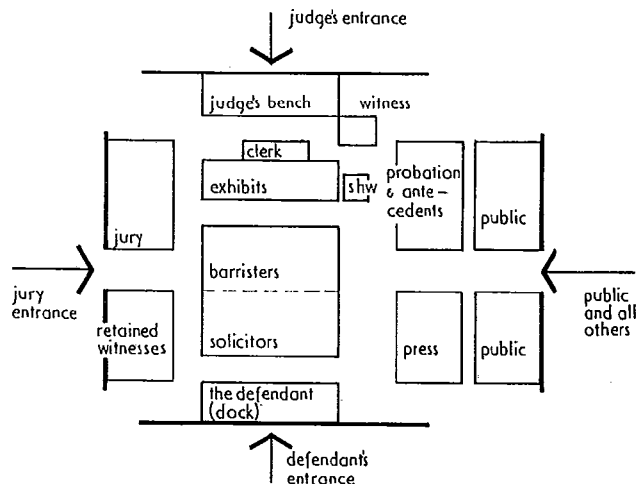 judge's entrance
judge's bench
witness
clerk
exhibits
shw
probation
& ante-
cedents
public
jury
barristers
jury
entrance
public
and all
others
retained
witnesses
solicitors
press
public
the defendant
(dock)
defendant's
entrance